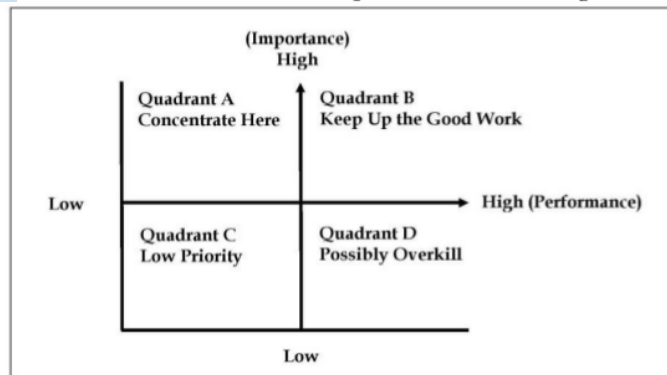 (Importance)
High
Quadrant A
Concentrate Here
Quadrant B
Keep Up the Good Work
Low
High (Performance)
Quadrant C
Low Priority
Quadrant D
Possibly Overkill
Low